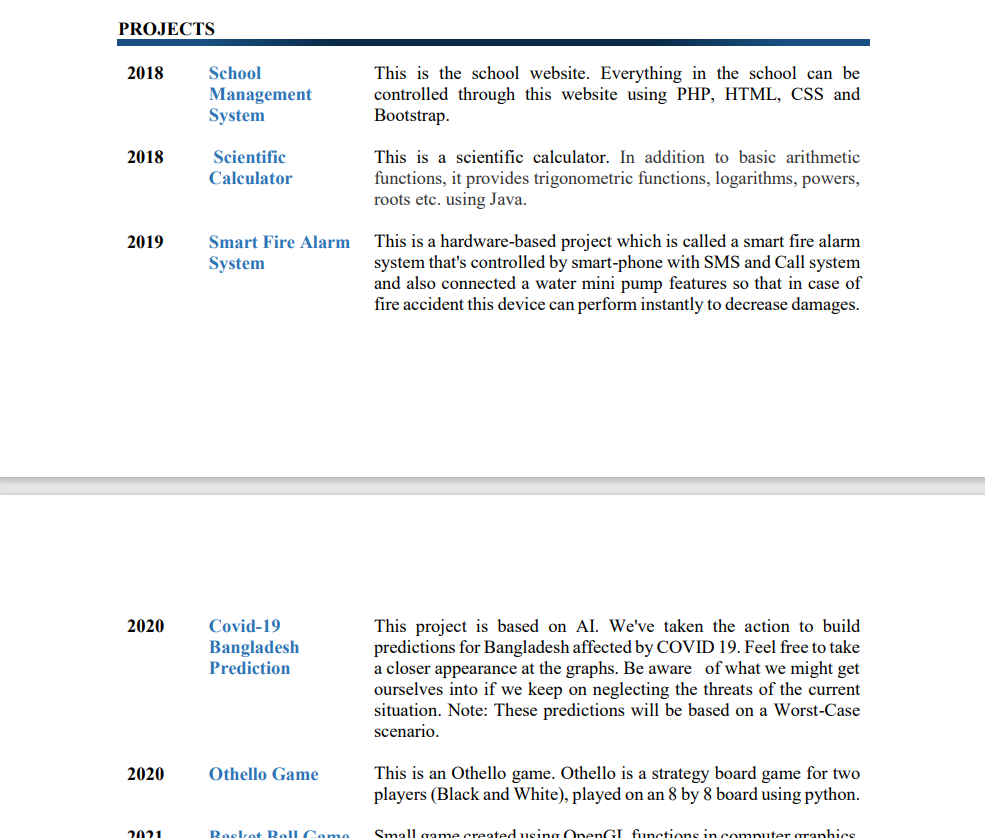 PROJECTS
2018 School This is the school website. Everything in the school can be
Management controlled through this website using PHP, HTML, CSS and
System Bootstrap.
2018 Scientific This is a scientific calculator. In addition to basic arithmetic
Calculator functions, it provides trigonometric functions, logarithms, powers,
roots etc. using Java.
2019 Smart Fire Alarm This is a hardware-based project which is called a smart fire alarm
System system that's controlled by smart-phone with SMS and Call system
and also connected a water mini pump features so that in case of
fire accident this device can perform instantly to decrease damages.
2020 Covid-19 This project is based on AI. We've taken the action to build
Bangladesh predictions for Bangladesh affected by COVID 19. Feel free to take
Prediction a closer appearance at the graphs. Be aware of what we might get
ourselves into if we keep on neglecting the threats of the current
situation. Note: These predictions will be based on a Worst-Case
scenario.
2020 Othello Game This is an Othello game. Othello is a strategy board game for two
players (Black and White), played on an 8 by 8 board using python.
2021 Basket Ball Game Small game created using OpenGL functions in computer graphics.